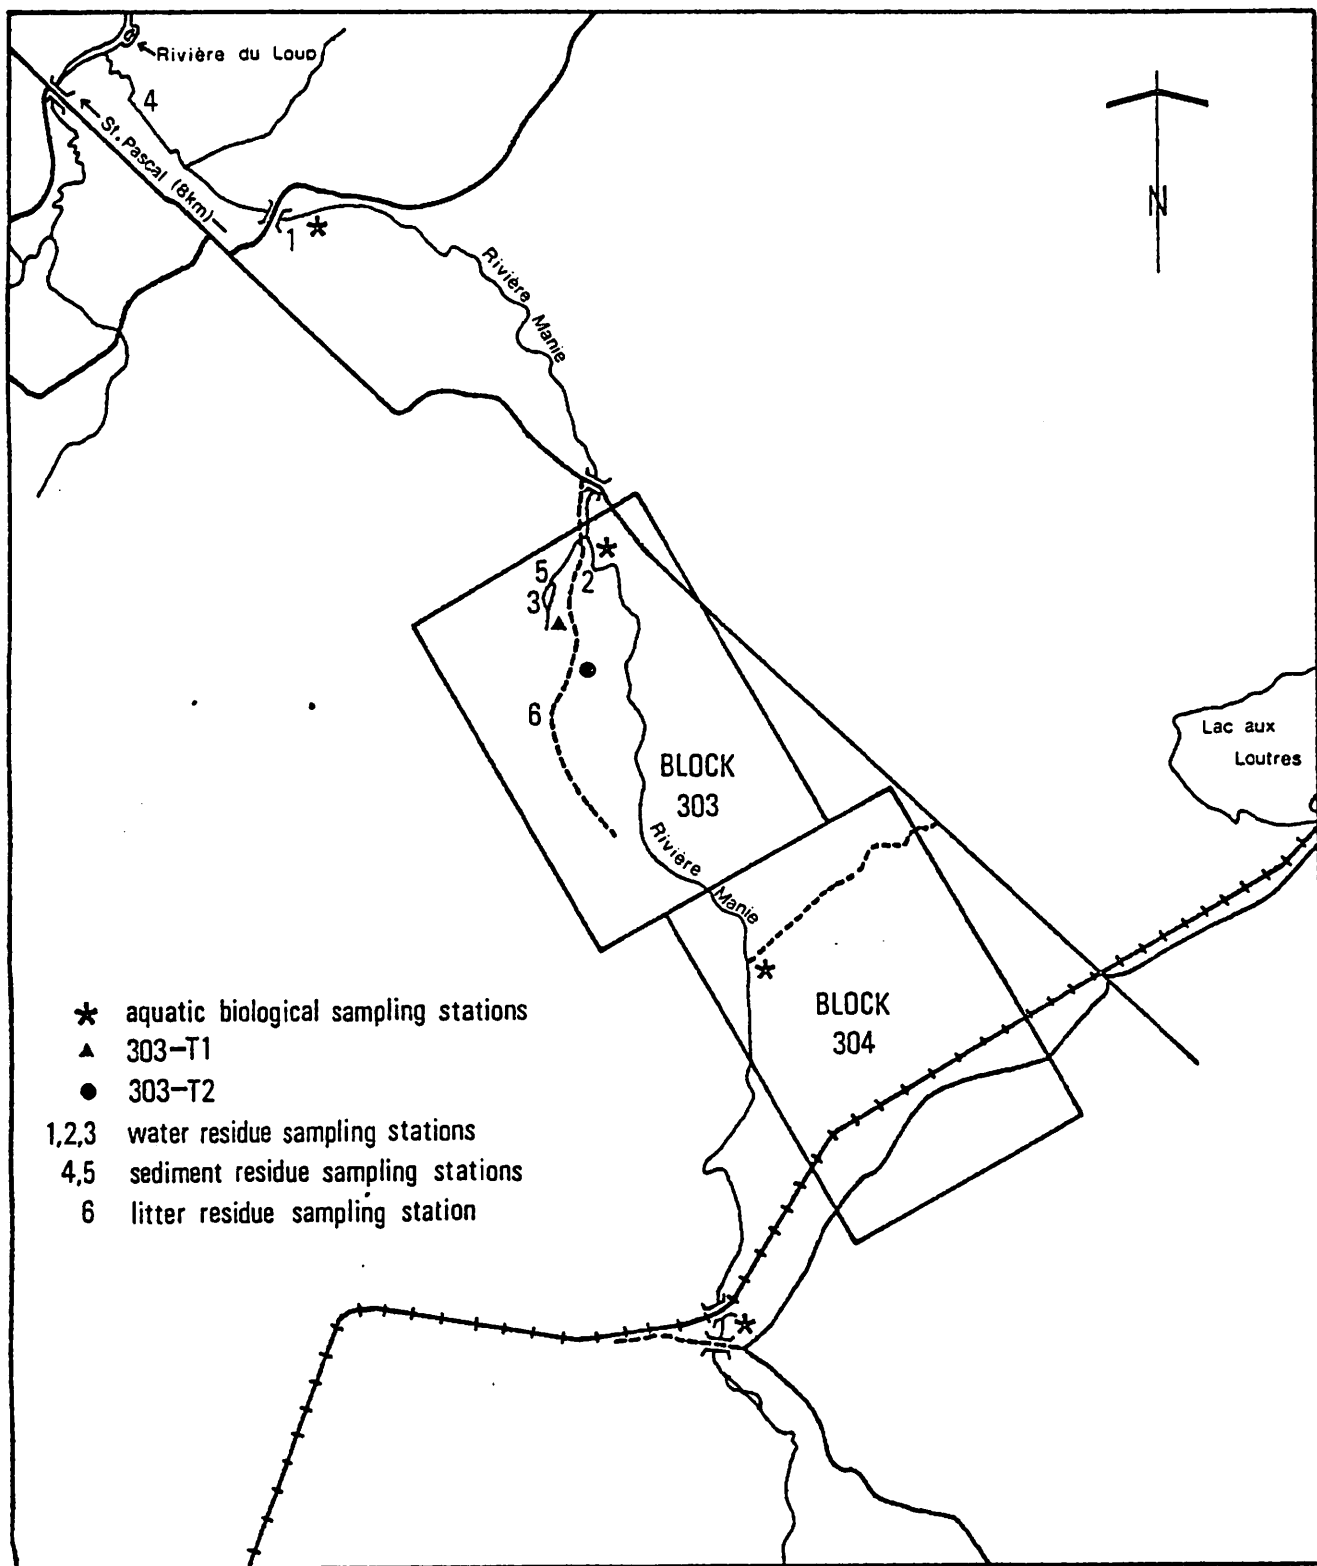 Rivière du Loup
4
St. Pascal (8km)
1
N
Rivière Manie
5
2
3
6
BLOCK
303
Lac aux
Loutres
Rivière Manie
BLOCK
304
* aquatic biological sampling stations
▲ 303-T1
● 303-T2
1,2,3 water residue sampling stations
4,5 sediment residue sampling stations
6 litter residue sampling station